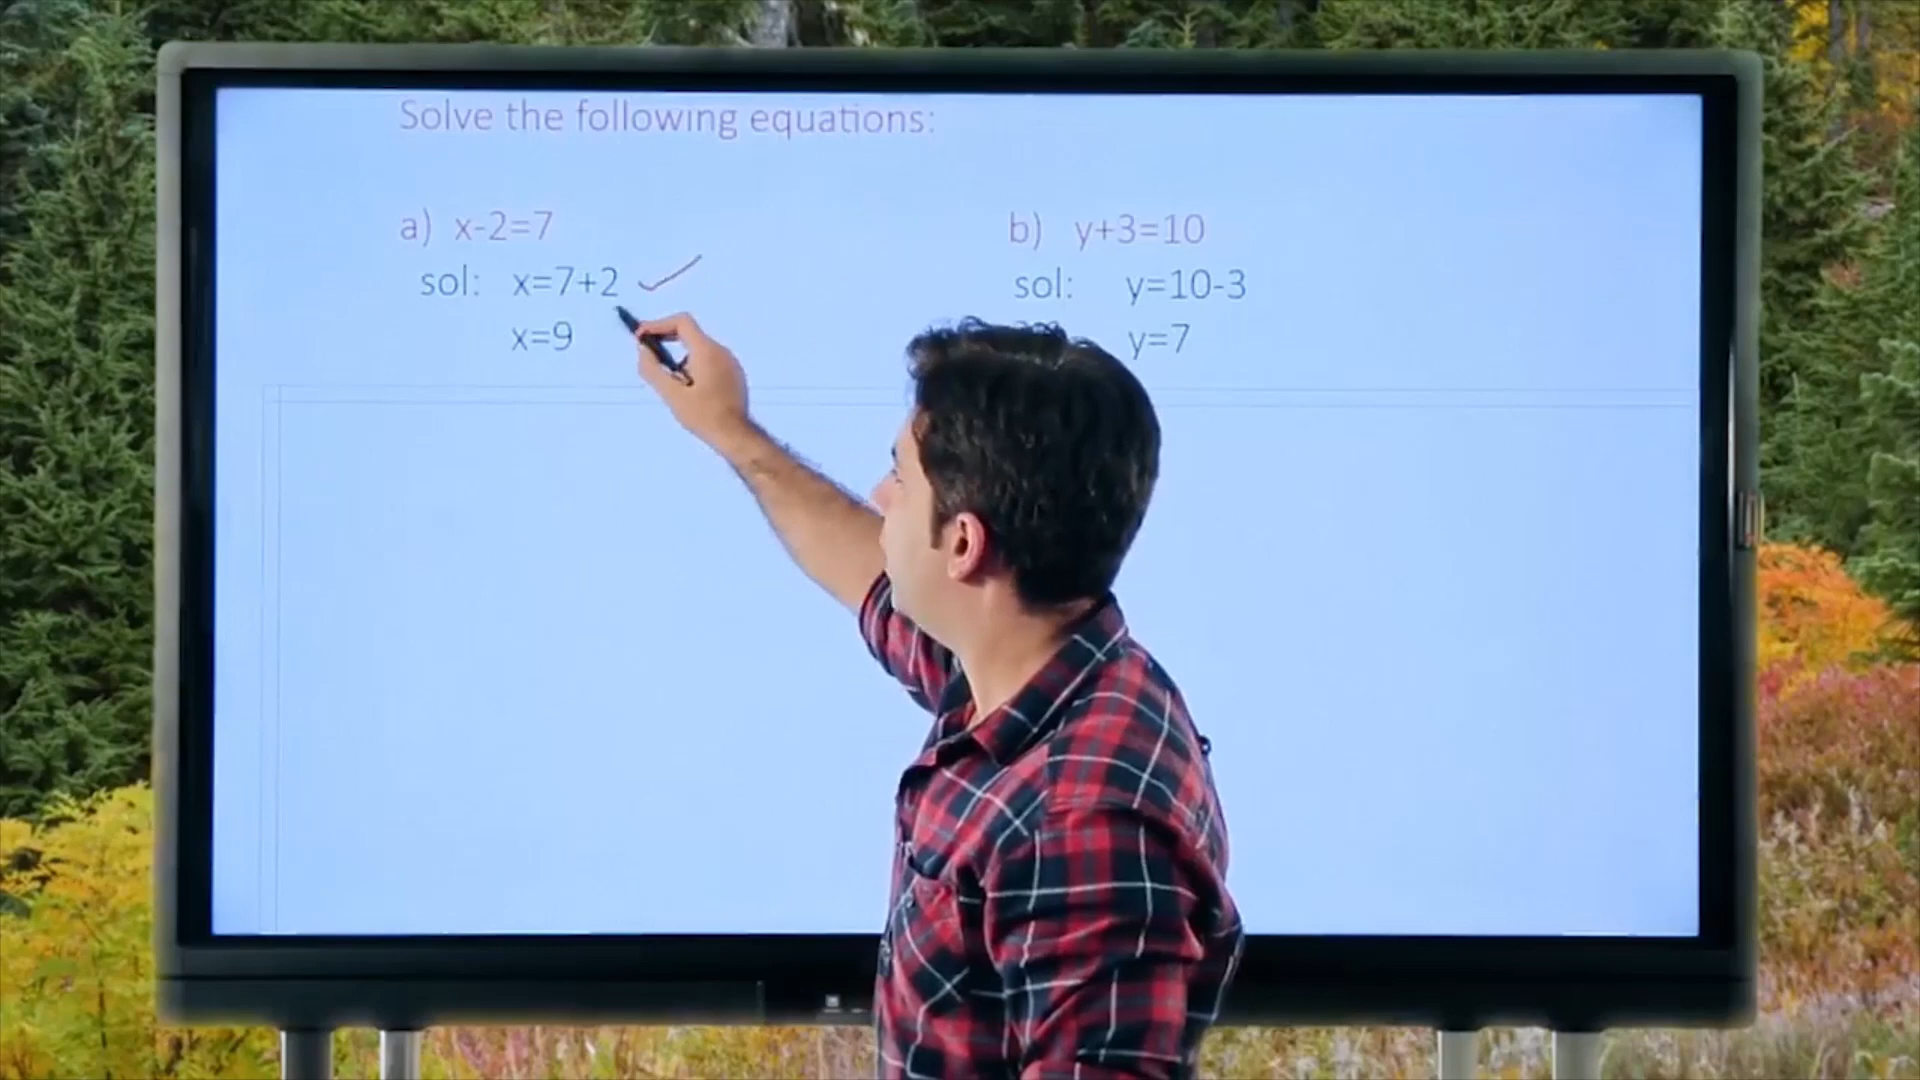 Solve the following equations:
a) x-2=7
sol: x=7+2
x=9
b) y+3=10
sol: y=10-3
y=7